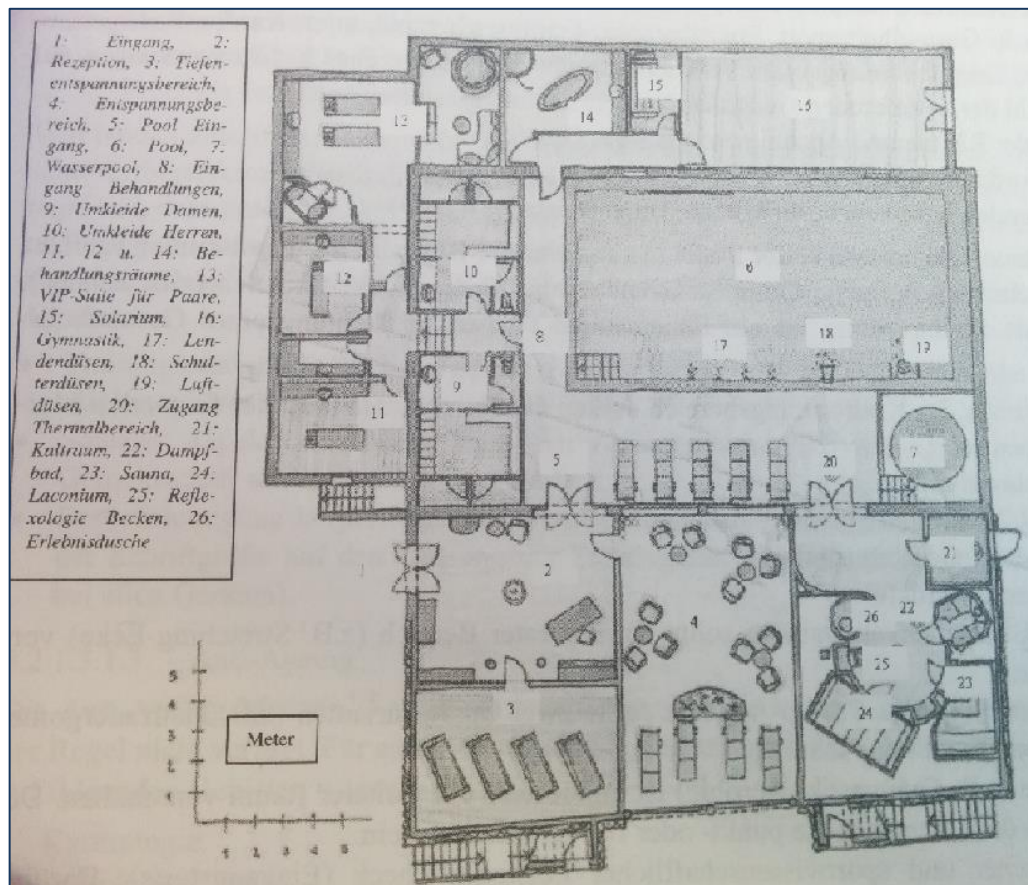 1: Eingang, 2:
Rezeption, 3: Tiefen-
entspannungsbereich,
4: Entspannungsbe-
reich, 5: Pool Ein-
gang, 6: Pool, 7:
Wasserpool, 8: Ein-
gang Behandlungen,
9: Umkleide Damen,
10: Umkleide Herren,
11, 12 u. 14: Be-
handlungsräume, 13:
VIP-Suite für Paare,
15: Solarium, 16:
Gymnastik, 17: Len-
dendüsen, 18: Schul-
terdüsen, 19: Luft-
düsen, 20: Zugang
Thermalbereich, 21:
Kaltraum, 22: Dampf-
bad, 23: Sauna, 24:
Laconium, 25: Refle-
xologie Becken, 26:
Erlebnisdusche
15
16
13
14
12
10
6
8
17
18
19
9
11
7
5
20
2
21
1
26
22
4
25
23
3
24
5
4
3
2
1
Meter
1 2 3 4 5